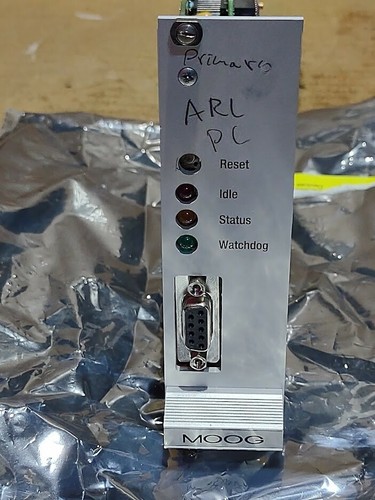 Primary
ARL
PC
Reset
Idle
Status
Watchdog
MOOG